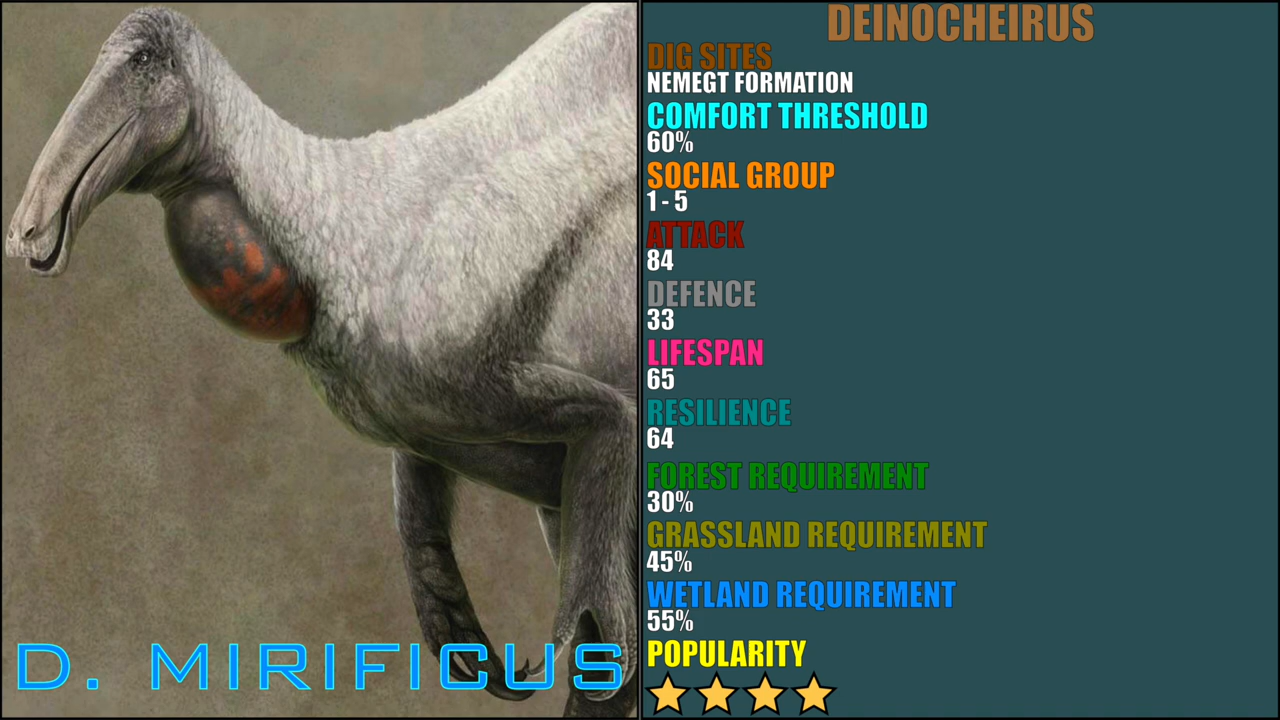 D. MIRIFICUS
DEINOCHEIRUS
DIG SITES
NEMEGT FORMATION
COMFORT THRESHOLD
60%
SOCIAL GROUP
1 - 5
ATTACK
84
DEFENCE
33
LIFESPAN
65
RESILIENCE
64
FOREST REQUIREMENT
30%
GRASSLAND REQUIREMENT
45%
WETLAND REQUIREMENT
55%
POPULARITY